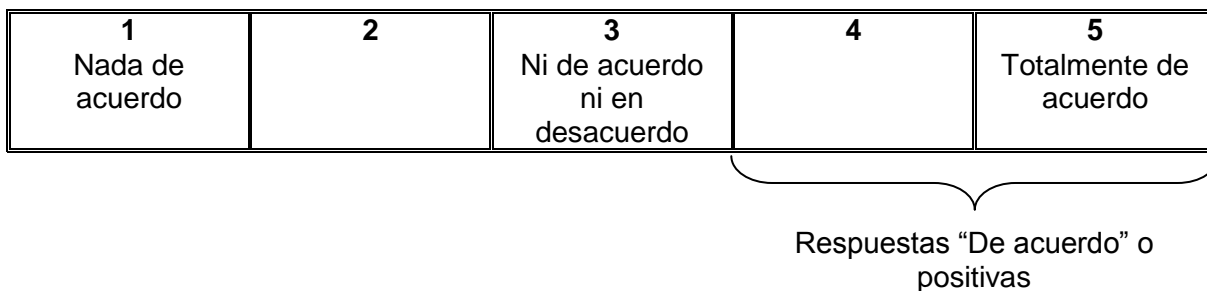 1 2 3 4 5
Nada de acuerdo
Ni de acuerdo ni en desacuerdo
Totalmente de acuerdo
Respuestas “De acuerdo” o
positivas